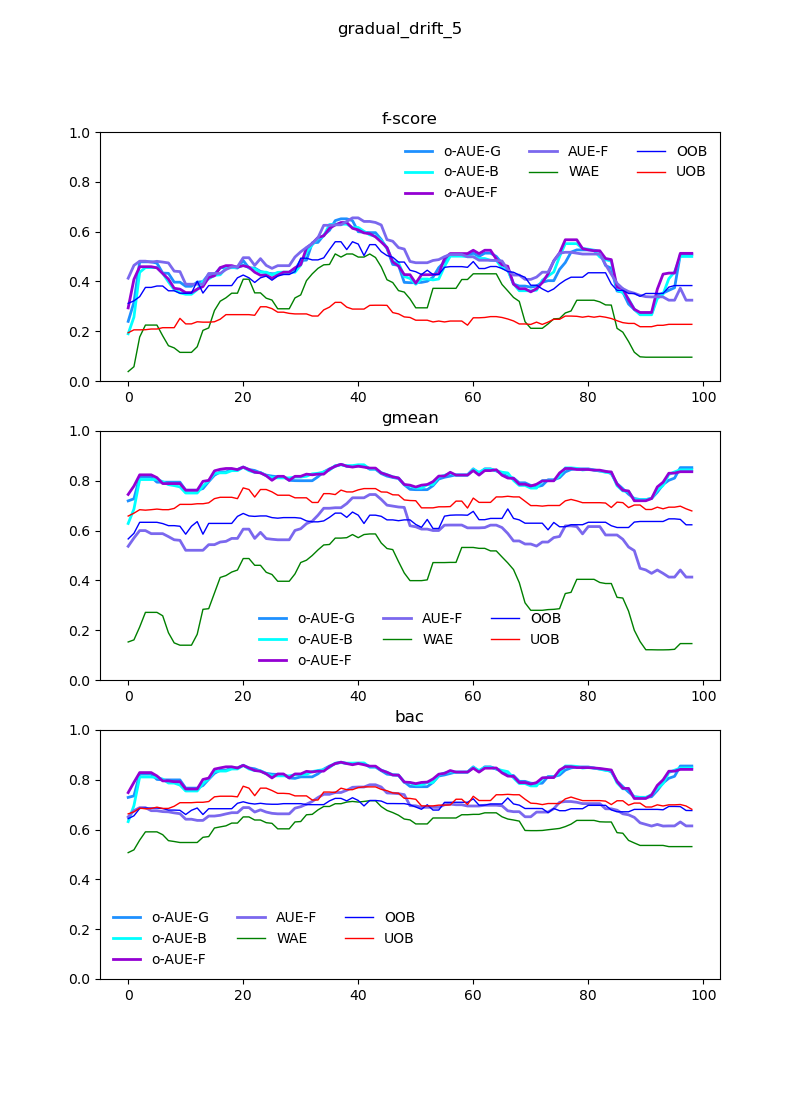 gradual_drift_5
f-score
1.0
0.8
0.6
0.4
0.2
0.0
o-AUE-G AUE-F OOB
o-AUE-B WAE UOB
o-AUE-F
0 20 40 60 80 100
gmean
1.0
0.8
0.6
0.4
0.2
0.0
o-AUE-G AUE-F OOB
o-AUE-B WAE UOB
o-AUE-F
0 20 40 60 80 100
bac
1.0
0.8
0.6
0.4
0.2
0.0
o-AUE-G AUE-F OOB
o-AUE-B WAE UOB
o-AUE-F
0 20 40 60 80 100